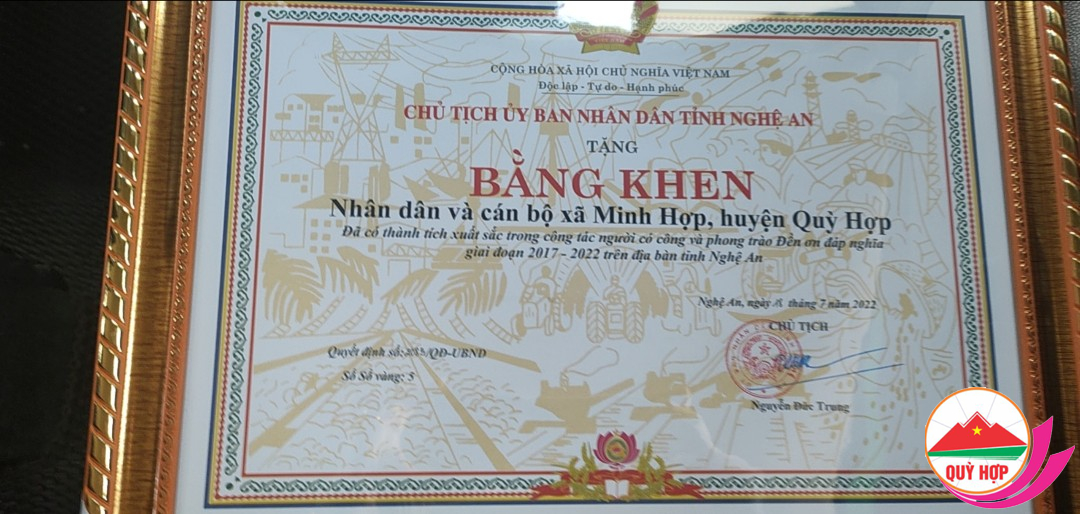 CỘNG HÒA XÃ HỘI CHỦ NGHĨA VIỆT NAM
Độc lập - Tự do - Hạnh phúc
CHỦ TỊCH ỦY BAN NHÂN DÂN TỈNH NGHỆ AN
TẶNG
BẰNG KHEN
Nhân dân và cán bộ xã Minh Hợp, huyện Quỳ Hợp
Đã có thành tích xuất sắc trong công tác người có công và phong trào Đền ơn đáp nghĩa
giai đoạn 2017 - 2022 trên địa bàn tỉnh Nghệ An
Nghệ An, ngày tháng 7 năm 2022
CHỦ TỊCH
Quyết định số: /QĐ-UBND
Số Sổ vàng: 5
Nguyễn Đức Trung
QUỲ HỢP